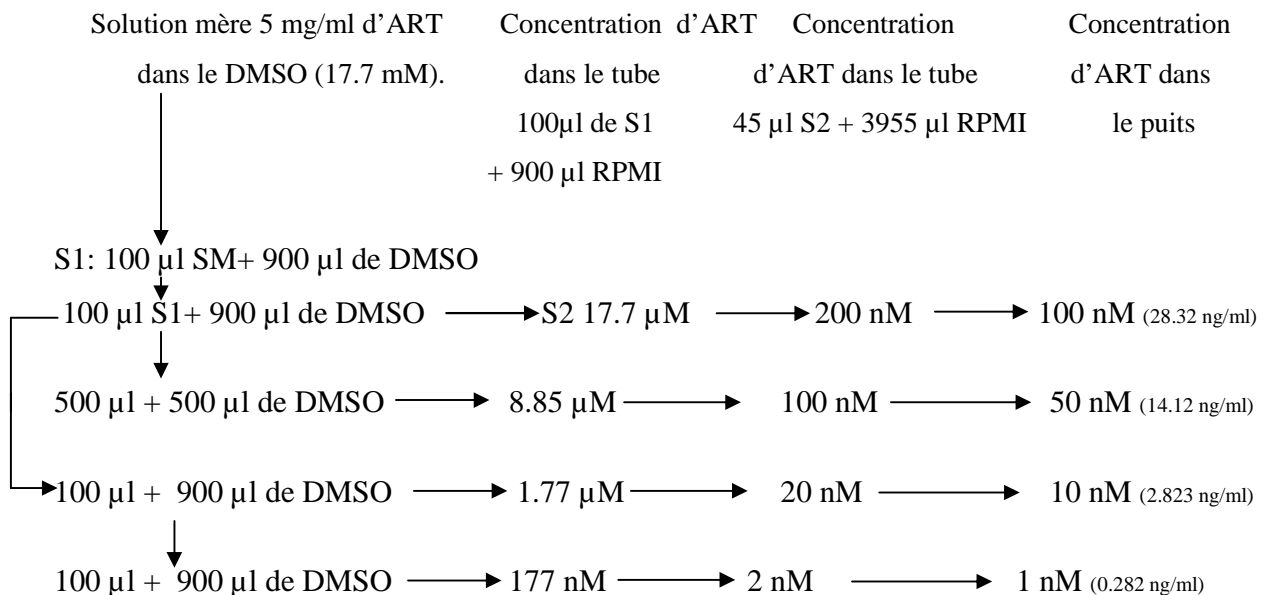 Solution mère 5 mg/ml d’ART Concentration d’ART Concentration Concentration
dans le DMSO (17.7 mM). dans le tube d’ART dans le tube d’ART dans
100µl de S1 45 µl S2 + 3955 µl RPMI le puits
+ 900 µl RPMI
S1: 100 µl SM+ 900 µl de DMSO
100 µl S1+ 900 µl de DMSO S2 17.7 µM 200 nM 100 nM (28.32 ng/ml)
500 µl + 500 µl de DMSO 8.85 µM 100 nM 50 nM (14.12 ng/ml)
100 µl + 900 µl de DMSO 1.77 µM 20 nM 10 nM (2.823 ng/ml)
100 µl + 900 µl de DMSO 177 nM 2 nM 1 nM (0.282 ng/ml)